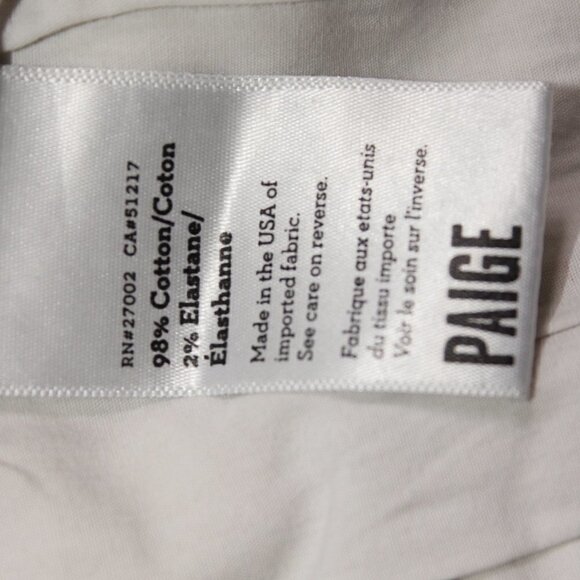 RN#27002 CA#51217
98% Cotton/Coton
2% Elastane/
Élasthanne
Made in the USA of
imported fabric.
See care on reverse.
Fabrique aux etats-unis
du tissu importe
Voir le soin sur l'inverse.
PAIGE